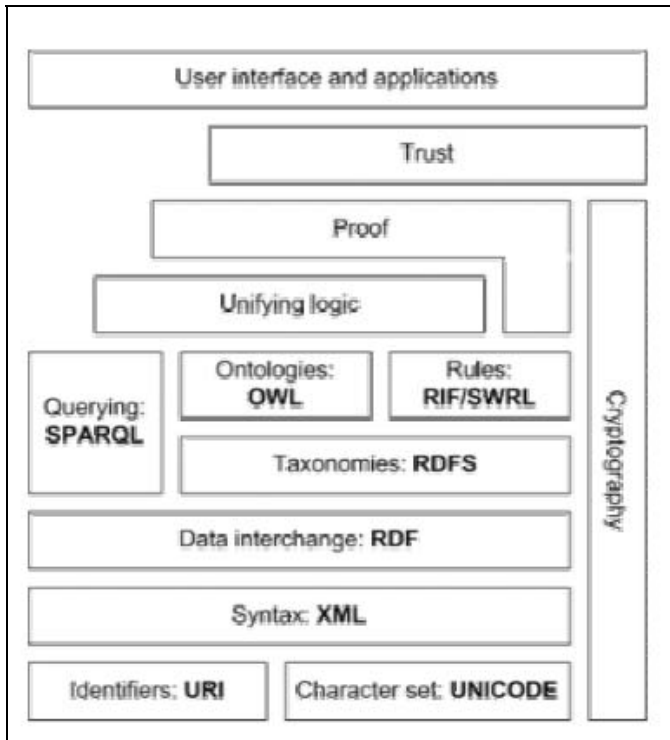 User interface and applications
Trust
Proof
Unifying logic
Querying:
SPARQL
Ontologies:
OWL
Rules:
RIF/SWRL
Taxonomies: RDFS
Cryptography
Data interchange: RDF
Syntax: XML
Identifiers: URI
Character set: UNICODE